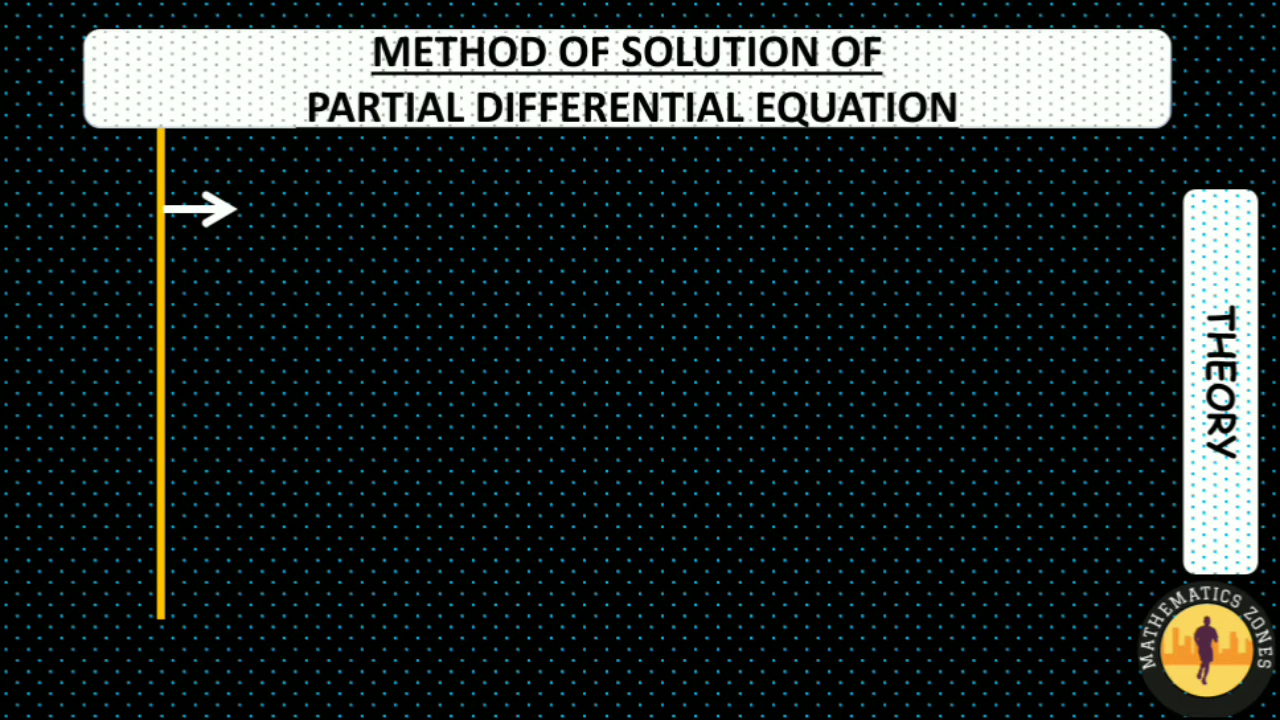 METHOD OF SOLUTION OF
PARTIAL DIFFERENTIAL EQUATION
THEORY
MATHEMATICS ZONES